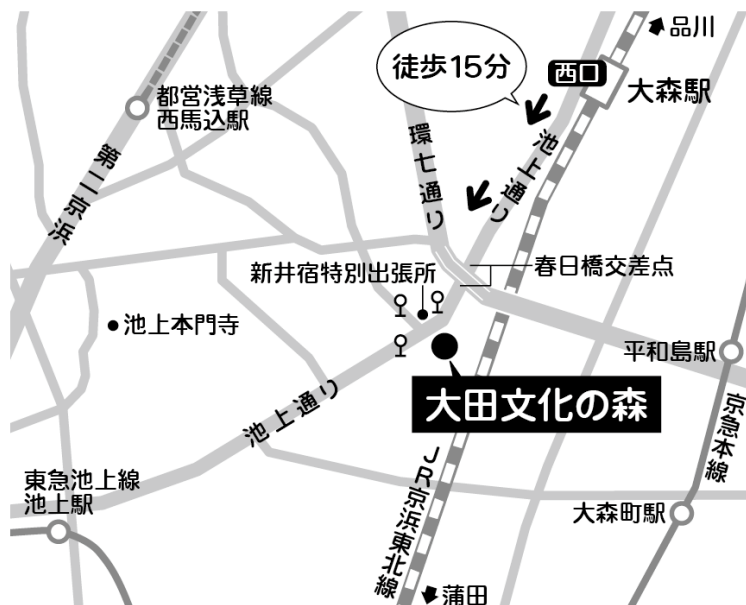 品川
徒歩15分
西口
大森駅
都営浅草線
西馬込駅
第二京浜
環七通り
池上通り
新井宿特別出張所
春日橋交差点
池上本門寺
平和島駅
大田文化の森
池上通り
京急本線
JR京浜東北線
東急池上線
池上駅
大森町駅
蒲田